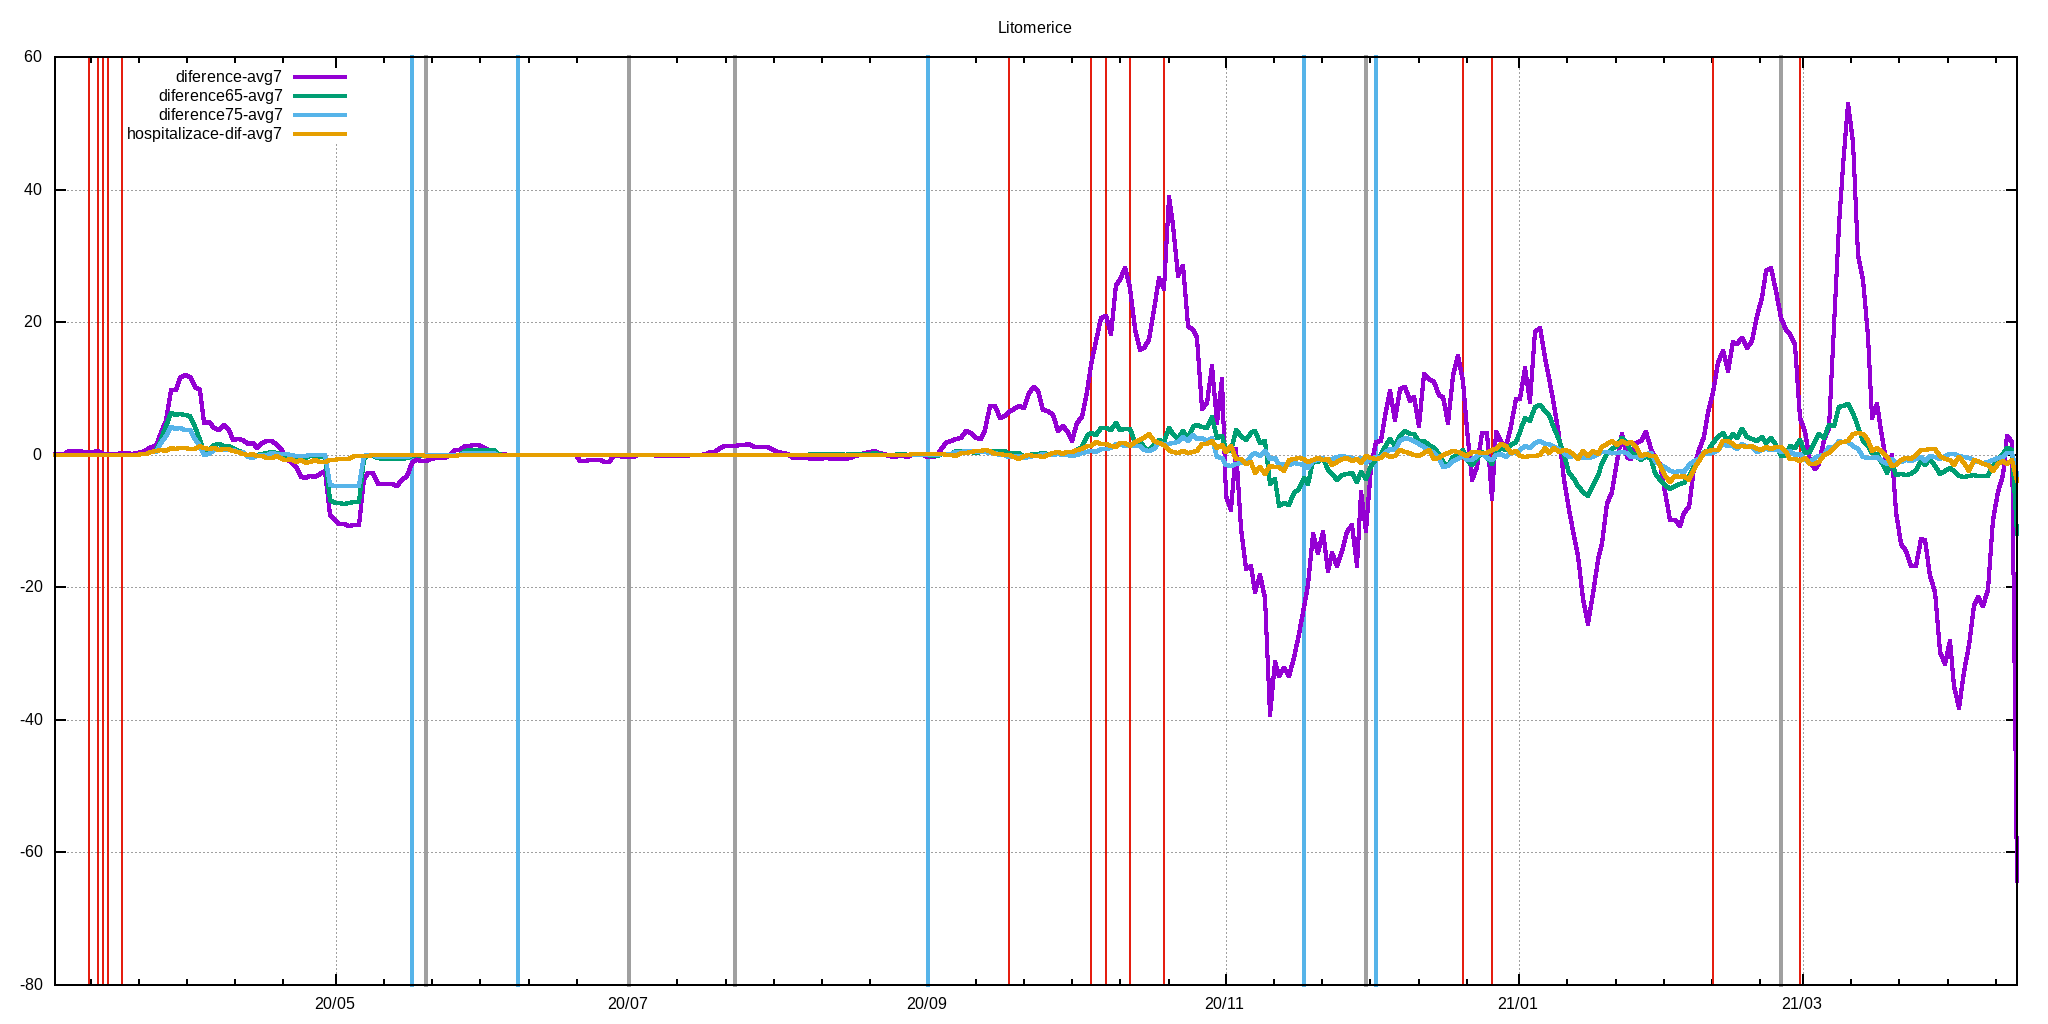 Litomerice
60
40
20
0
-20
-40
-60
-80
diference-avg7
diference65-avg7
diference75-avg7
hospitalizace-dif-avg7
20/05 20/07 20/09 20/11 21/01 21/03